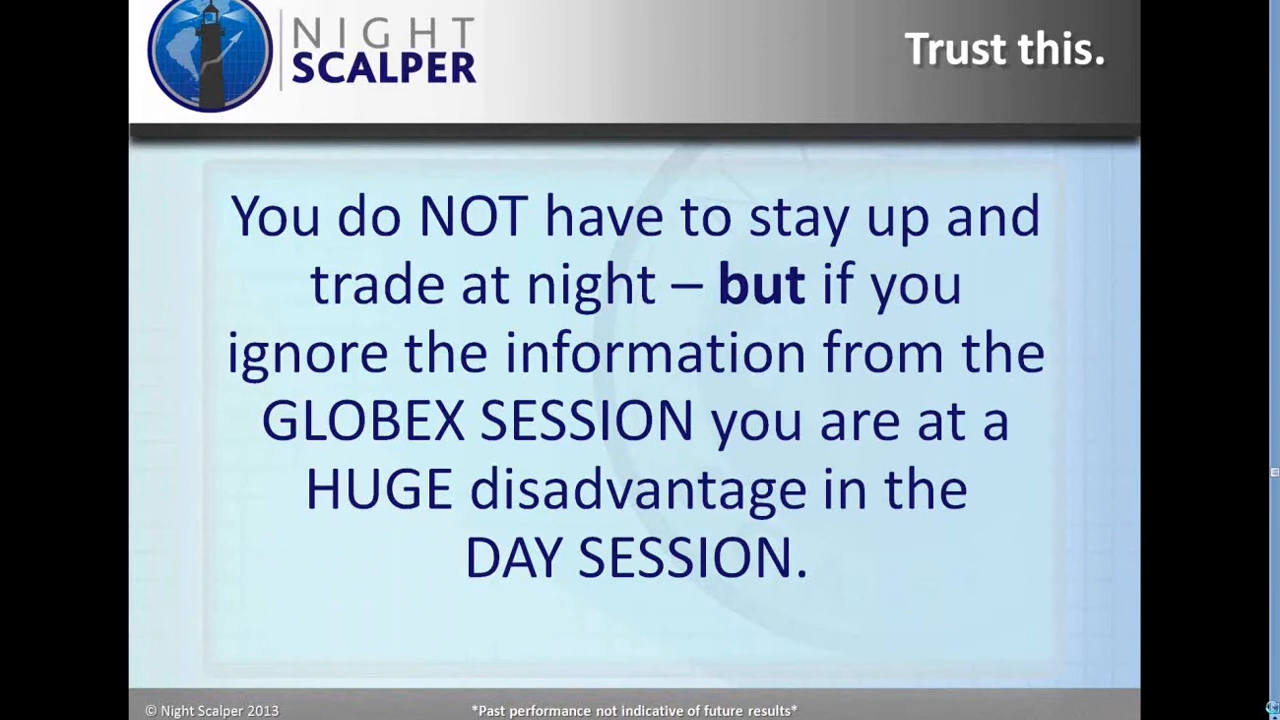 NIGHT
SCALPER
Trust this.
You do NOT have to stay up and
trade at night – but if you
ignore the information from the
GLOBEX SESSION you are at a
HUGE disadvantage in the
DAY SESSION.
© Night Scalper 2013
*Past performance not indicative of future results*